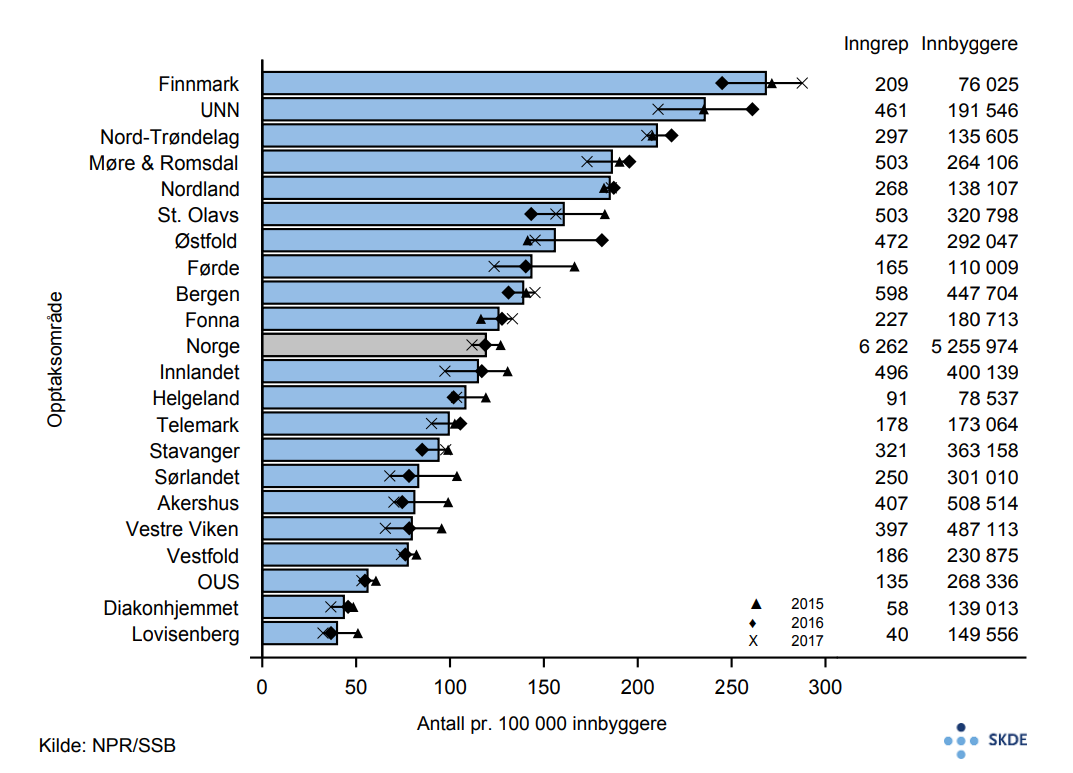 Inngrep Innbyggere
Finnmark 209 76 025
UNN 461 191 546
Nord-Trøndelag 297 135 605
Møre & Romsdal 503 264 106
Nordland 268 138 107
St. Olavs 503 320 798
Østfold 472 292 047
Førde 165 110 009
Bergen 598 447 704
Fonna 227 180 713
Norge 6 262 5 255 974
Innlandet 496 400 139
Helgeland 91 78 537
Telemark 178 173 064
Stavanger 321 363 158
Sørlandet 250 301 010
Akershus 407 508 514
Vestre Viken 397 487 113
Vestfold 186 230 875
OUS 135 268 336
Diakonhjemmet 58 139 013
Lovisenberg 40 149 556
Opptaksområde
2015
2016
X 2017
0 50 100 150 200 250 300
Antall pr. 100 000 innbyggere
Kilde: NPR/SSB
SKDE